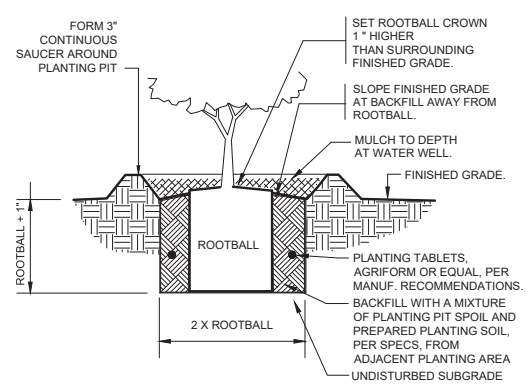 FORM 3"
CONTINUOUS
SAUCER AROUND
PLANTING PIT
SET ROOTBALL CROWN
1 " HIGHER
THAN SURROUNDING
FINISHED GRADE.
SLOPE FINISHED GRADE
AT BACKFILL AWAY FROM
ROOTBALL.
MULCH TO DEPTH
AT WATER WELL.
FINISHED GRADE.
ROOTBALL + 1"
ROOTBALL
2 X ROOTBALL
PLANTING TABLETS,
AGRIFORM OR EQUAL, PER
MANUF. RECOMMENDATIONS.
BACKFILL WITH A MIXTURE
OF PLANTING PIT SPOIL AND
PREPARED PLANTING SOIL,
PER SPECS, FROM
ADJACENT PLANTING AREA
UNDISTURBED SUBGRADE